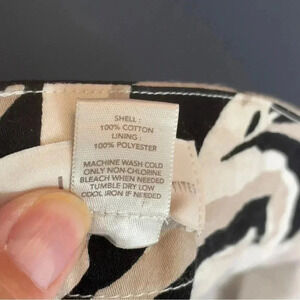 SHELL :
100% COTTON
LINING :
100% POLYESTER
MACHINE WASH COLD
ONLY NON-CHLORINE
BLEACH WHEN NEEDED
TUMBLE DRY LOW
COOL IRON IF NEEDED